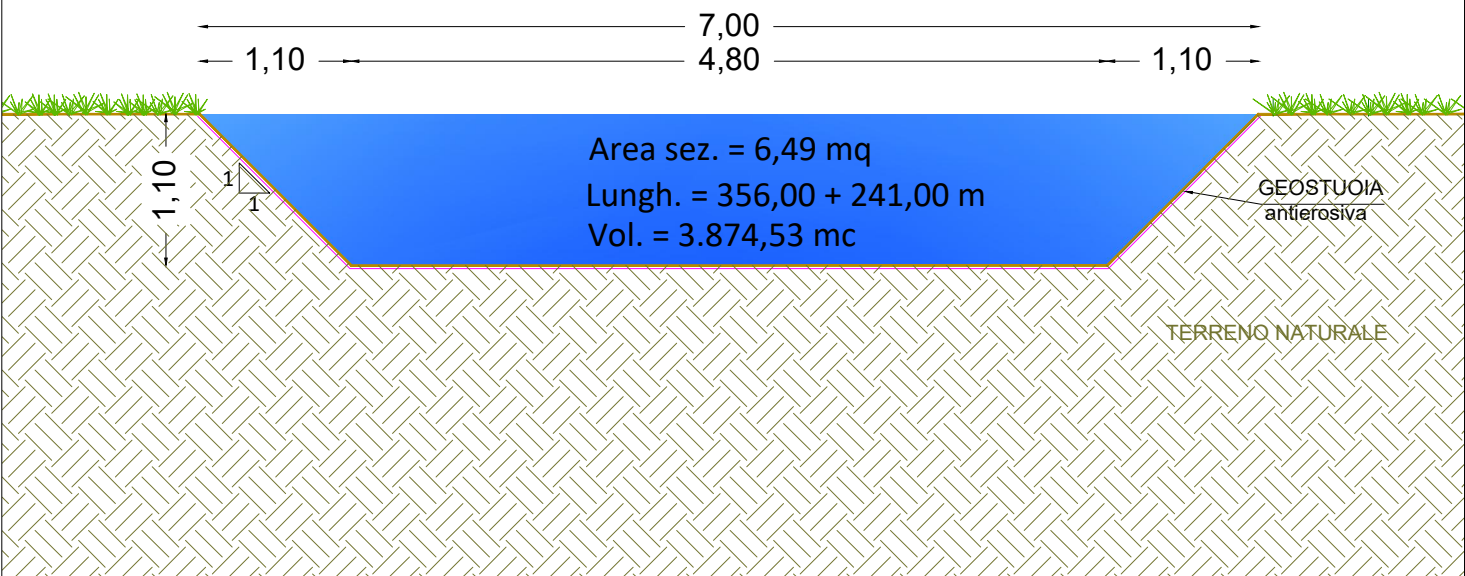 7,00
1,10
4,80
1,10
1,10
1
1
Area sez. = 6,49 mq
Lungh. = 356,00 + 241,00 m
Vol. = 3.874,53 mc
GEOSTUOIA
antierosiva
TERRENO NATURALE